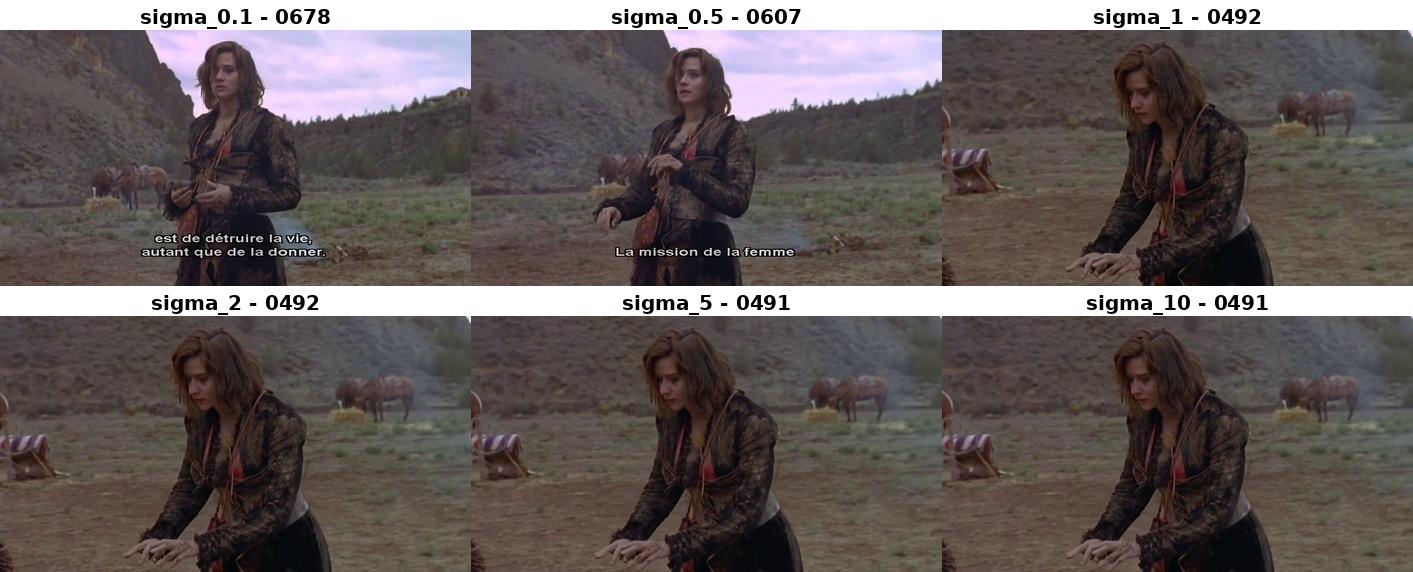 sigma_0.1 - 0678
sigma_0.5 - 0607
sigma_1 - 0492
est de détruire la vie,
autant que de la donner.
La mission de la femme
sigma_2 - 0492
sigma_5 - 0491
sigma_10 - 0491